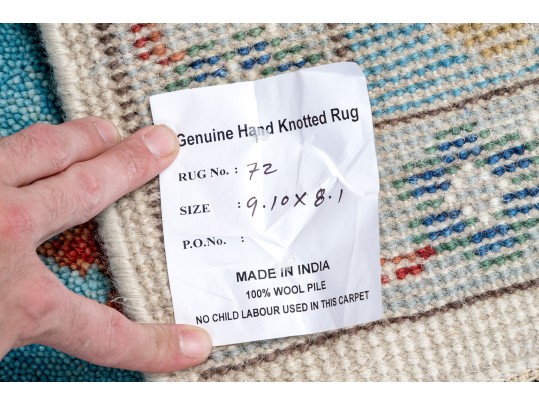 Genuine Hand Knotted Rug
RUG No. : 72
SIZE : 9.10 x 8.1
P.O.No. :
MADE IN INDIA
100% WOOL PILE
NO CHILD LABOUR USED IN THIS CARPET